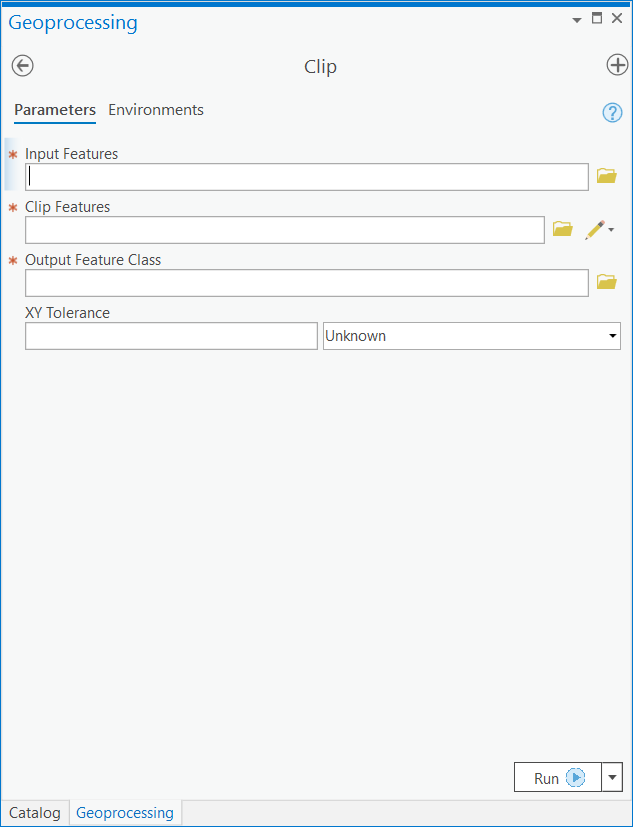 Geoprocessing
Clip
Parameters Environments
* Input Features
* Clip Features
* Output Feature Class
XY Tolerance
Unknown
Run
Catalog Geoprocessing